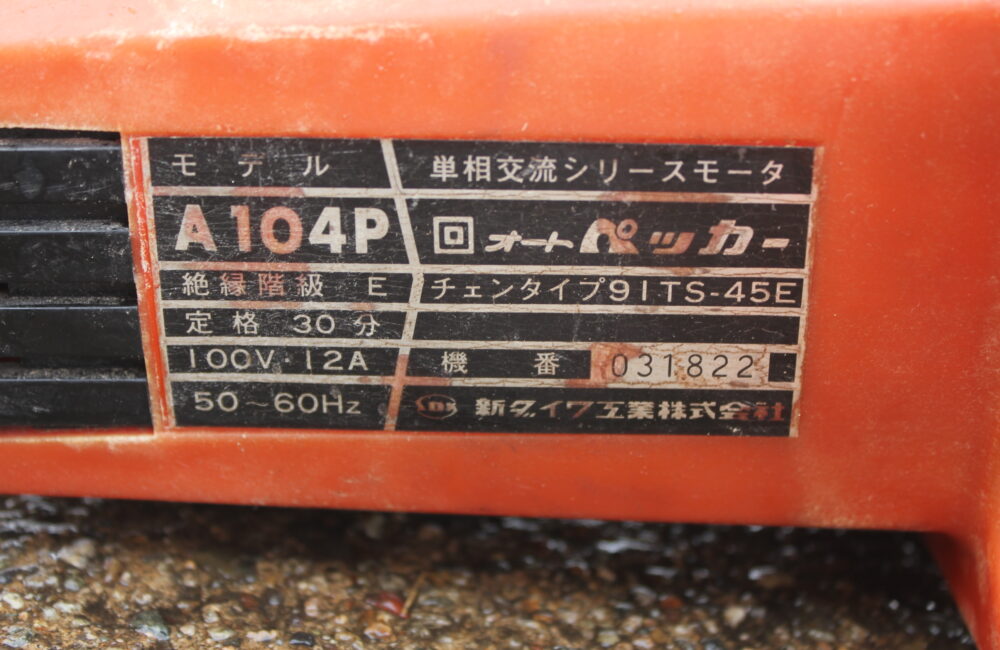 モデル
単相交流シリースモータ
A104P
回 オートペッカー
絶縁階級 E
チェンタイプ91TS-45E
定格 30分
100V・12A
機番 031822
50～60Hz
新ダイワ工業株式会社